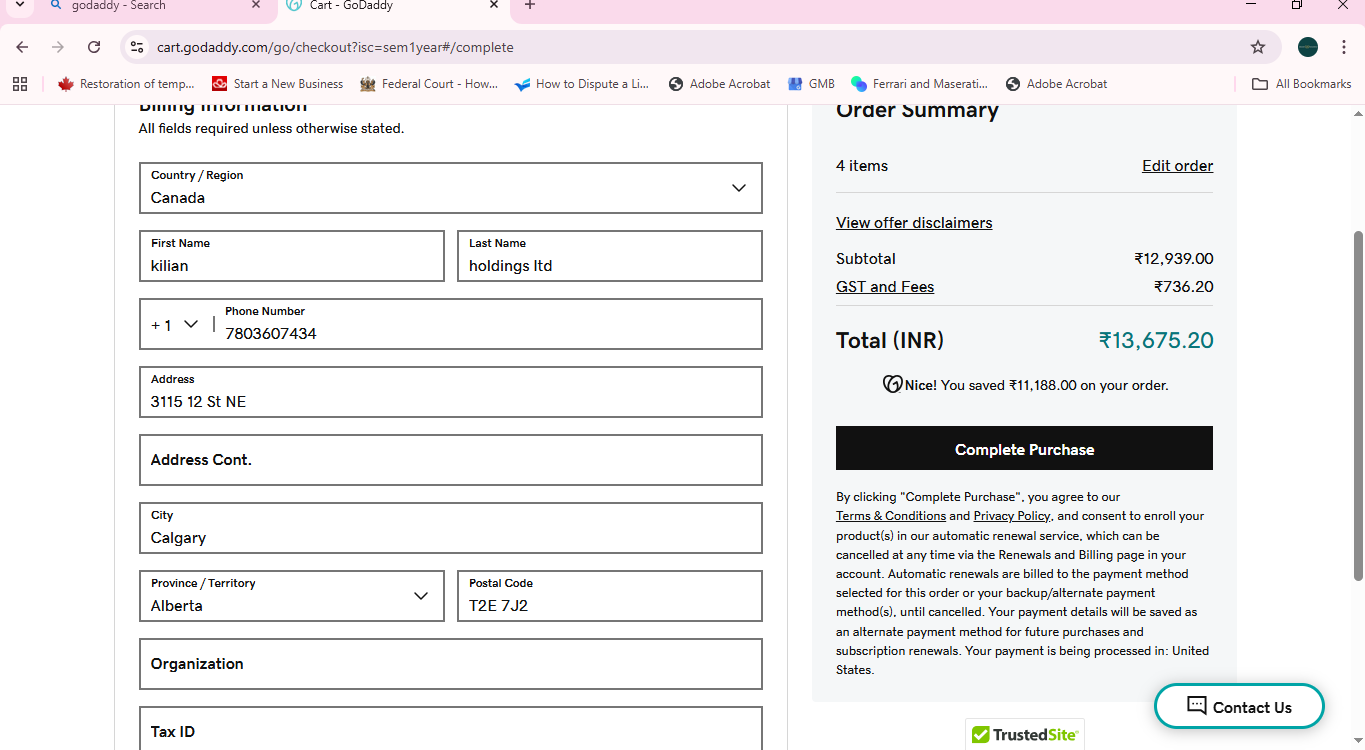 godaddy - Search
Cart - GoDaddy
cart.godaddy.com/go/checkout?isc=sem1year#/complete
Restoration of temp...
Start a New Business
Federal Court - How...
How to Dispute a Li...
Adobe Acrobat
GMB
Ferrari and Maserati...
Adobe Acrobat
All Bookmarks
Billing Information
All fields required unless otherwise stated.
Country / Region
Canada
First Name
kilian
Last Name
holdings ltd
+ 1
Phone Number
7803607434
Address
3115 12 St NE
Address Cont.
City
Calgary
Province / Territory
Alberta
Postal Code
T2E 7J2
Organization
Tax ID
Order Summary
4 items
Edit order
View offer disclaimers
Subtotal
₹12,939.00
GST and Fees
₹736.20
Total (INR)
₹13,675.20
Nice! You saved ₹11,188.00 on your order.
Complete Purchase
By clicking "Complete Purchase", you agree to our
Terms & Conditions and Privacy Policy, and consent to enroll your
product(s) in our automatic renewal service, which can be
cancelled at any time via the Renewals and Billing page in your
account. Automatic renewals are billed to the payment method
selected for this order or your backup/alternate payment
method(s), until cancelled. Your payment details will be saved as
an alternate payment method for future purchases and
subscription renewals. Your payment is being processed in: United
States.
Contact Us
TrustedSite